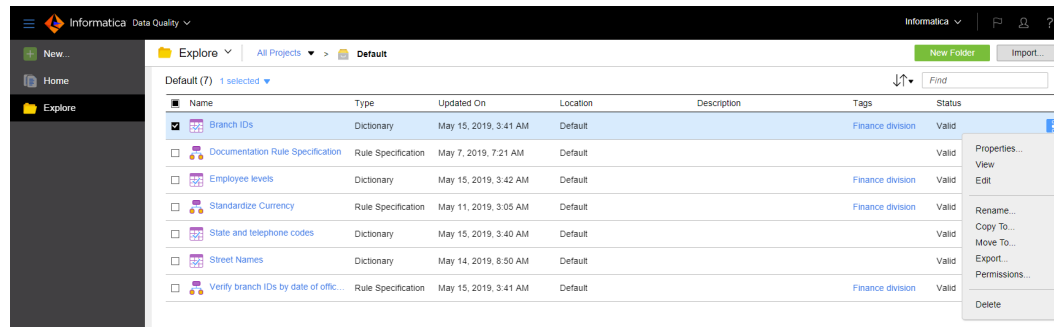 Informatica Data Quality
Informatica
?
New...
Explore
All Projects > Default
New Folder
Import...
Home
Default (7) 1 selected
Find
Explore
Name Type Updated On Location Description Tags Status
Branch IDs Dictionary May 15, 2019, 3:41 AM Default Finance division Valid
Documentation Rule Specification Rule Specification May 7, 2019, 7:21 AM Default Valid
Employee levels Dictionary May 15, 2019, 3:42 AM Default Finance division Valid
Standardize Currency Rule Specification May 11, 2019, 3:05 AM Default Finance division Valid
State and telephone codes Dictionary May 15, 2019, 3:40 AM Default Valid
Street Names Dictionary May 14, 2019, 8:50 AM Default Valid
Verify branch IDs by date of offic... Rule Specification May 15, 2019, 3:41 AM Default Finance division Valid
Properties...
View
Edit
Rename...
Copy To...
Move To...
Export...
Permissions...
Delete